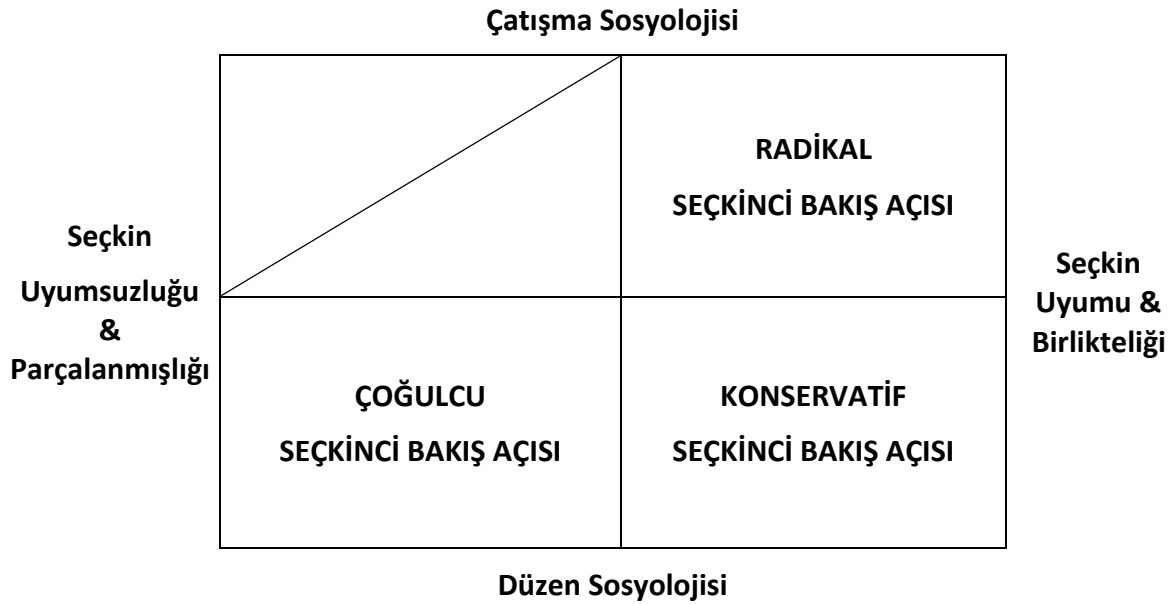 Çatışma Sosyolojisi
RADİKAL
SEÇKİNCİ BAKIŞ AÇISI
Seçkin
Uyumsuzluğu
&
Parçalanmışlığı
Seçkin
Uyumu &
Birlikteliği
ÇOĞULCU
SEÇKİNCİ BAKIŞ AÇISI
KONSERVATİF
SEÇKİNCİ BAKIŞ AÇISI
Düzen Sosyolojisi